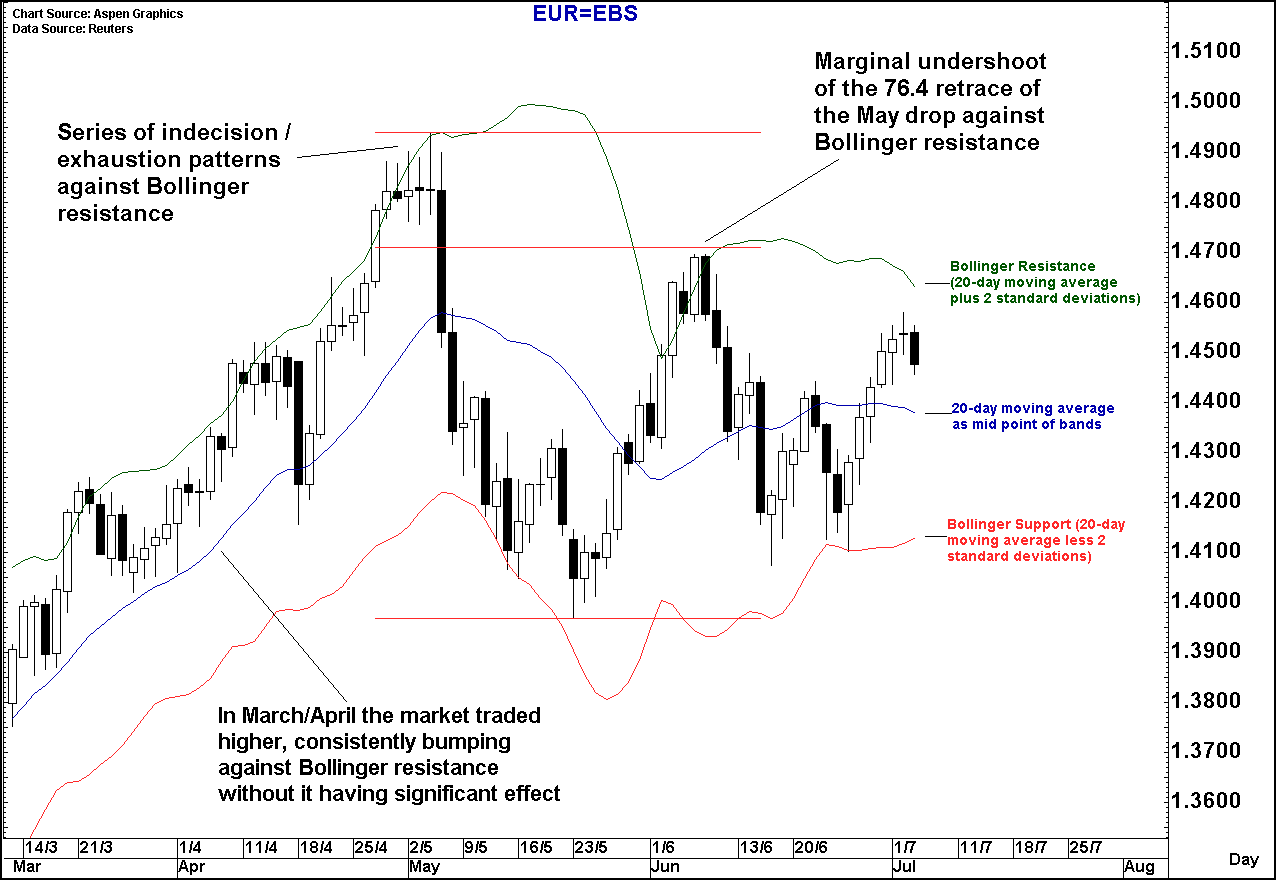 Chart Source: Aspen Graphics
Data Source: Reuters
EUR=EBS
Series of indecision /
exhaustion patterns
against Bollinger
resistance
Marginal undershoot
of the 76.4 retrace of
the May drop against
Bollinger resistance
Bollinger Resistance
(20-day moving average
plus 2 standard deviations)
20-day moving average
as mid point of bands
Bollinger Support (20-day
moving average less 2
standard deviations)
In March/April the market traded
higher, consistently bumping
against Bollinger resistance
without it having significant effect
1.5100
1.5000
1.4900
1.4800
1.4700
1.4600
1.4500
1.4400
1.4300
1.4200
1.4100
1.4000
1.3900
1.3800
1.3700
1.3600
14/3 21/3 1/4 11/4 18/4 25/4 2/5 9/5 16/5 23/5 1/6 13/6 20/6 1/7 11/7 18/7 25/7
Mar Apr May Jun Jul Aug Day